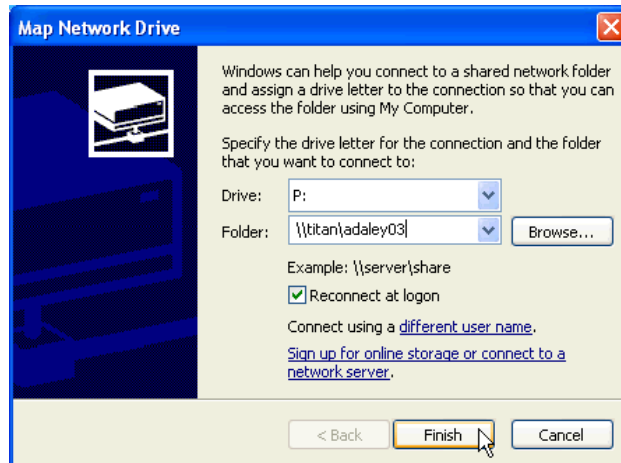 Map Network Drive
Windows can help you connect to a shared network folder
and assign a drive letter to the connection so that you can
access the folder using My Computer.
Specify the drive letter for the connection and the folder
that you want to connect to:
Drive: P:
Folder: \\titan\adaley03 Browse...
Example: \\server\share
Reconnect at logon
Connect using a different user name.
Sign up for online storage or connect to a
network server.
< Back Finish Cancel